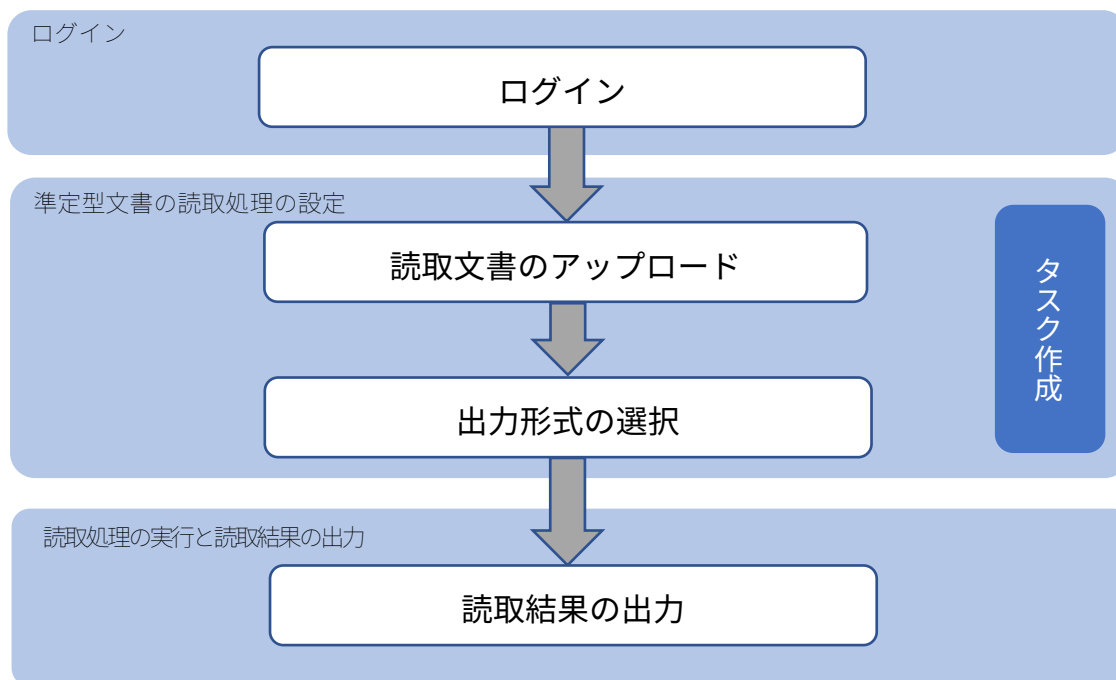 ログイン
ログイン
準定型文書の読取処理の設定
読取文書のアップロード
タスク作成
出力形式の選択
読取処理の実行と読取結果の出力
読取結果の出力